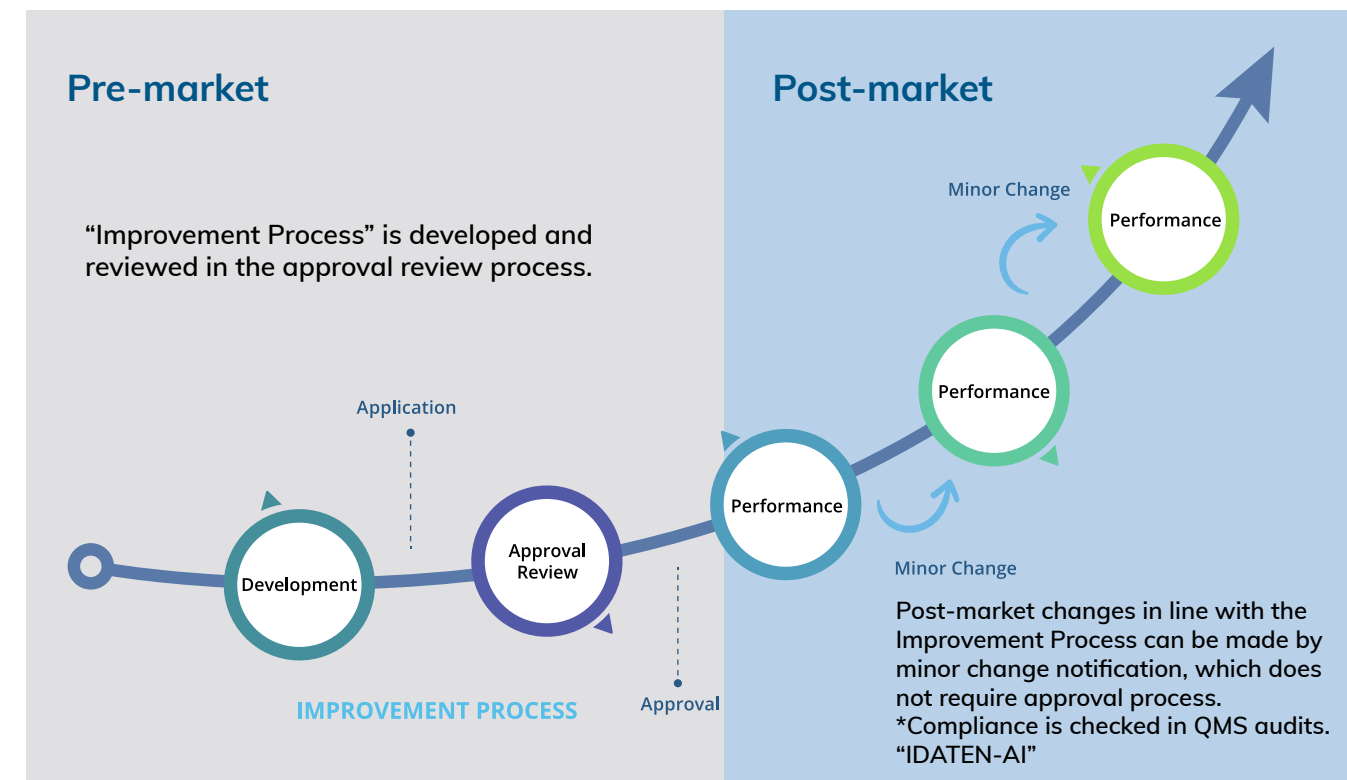 Pre-market
Post-market
“Improvement Process” is developed and
reviewed in the approval review process.
Minor Change
Performance
Performance
Application
Performance
Development
Approval
Review
Minor Change
IMPROVEMENT PROCESS
Approval
Post-market changes in line with the
Improvement Process can be made by
minor change notification, which does
not require approval process.
*Compliance is checked in QMS audits.
“IDATEN-AI”